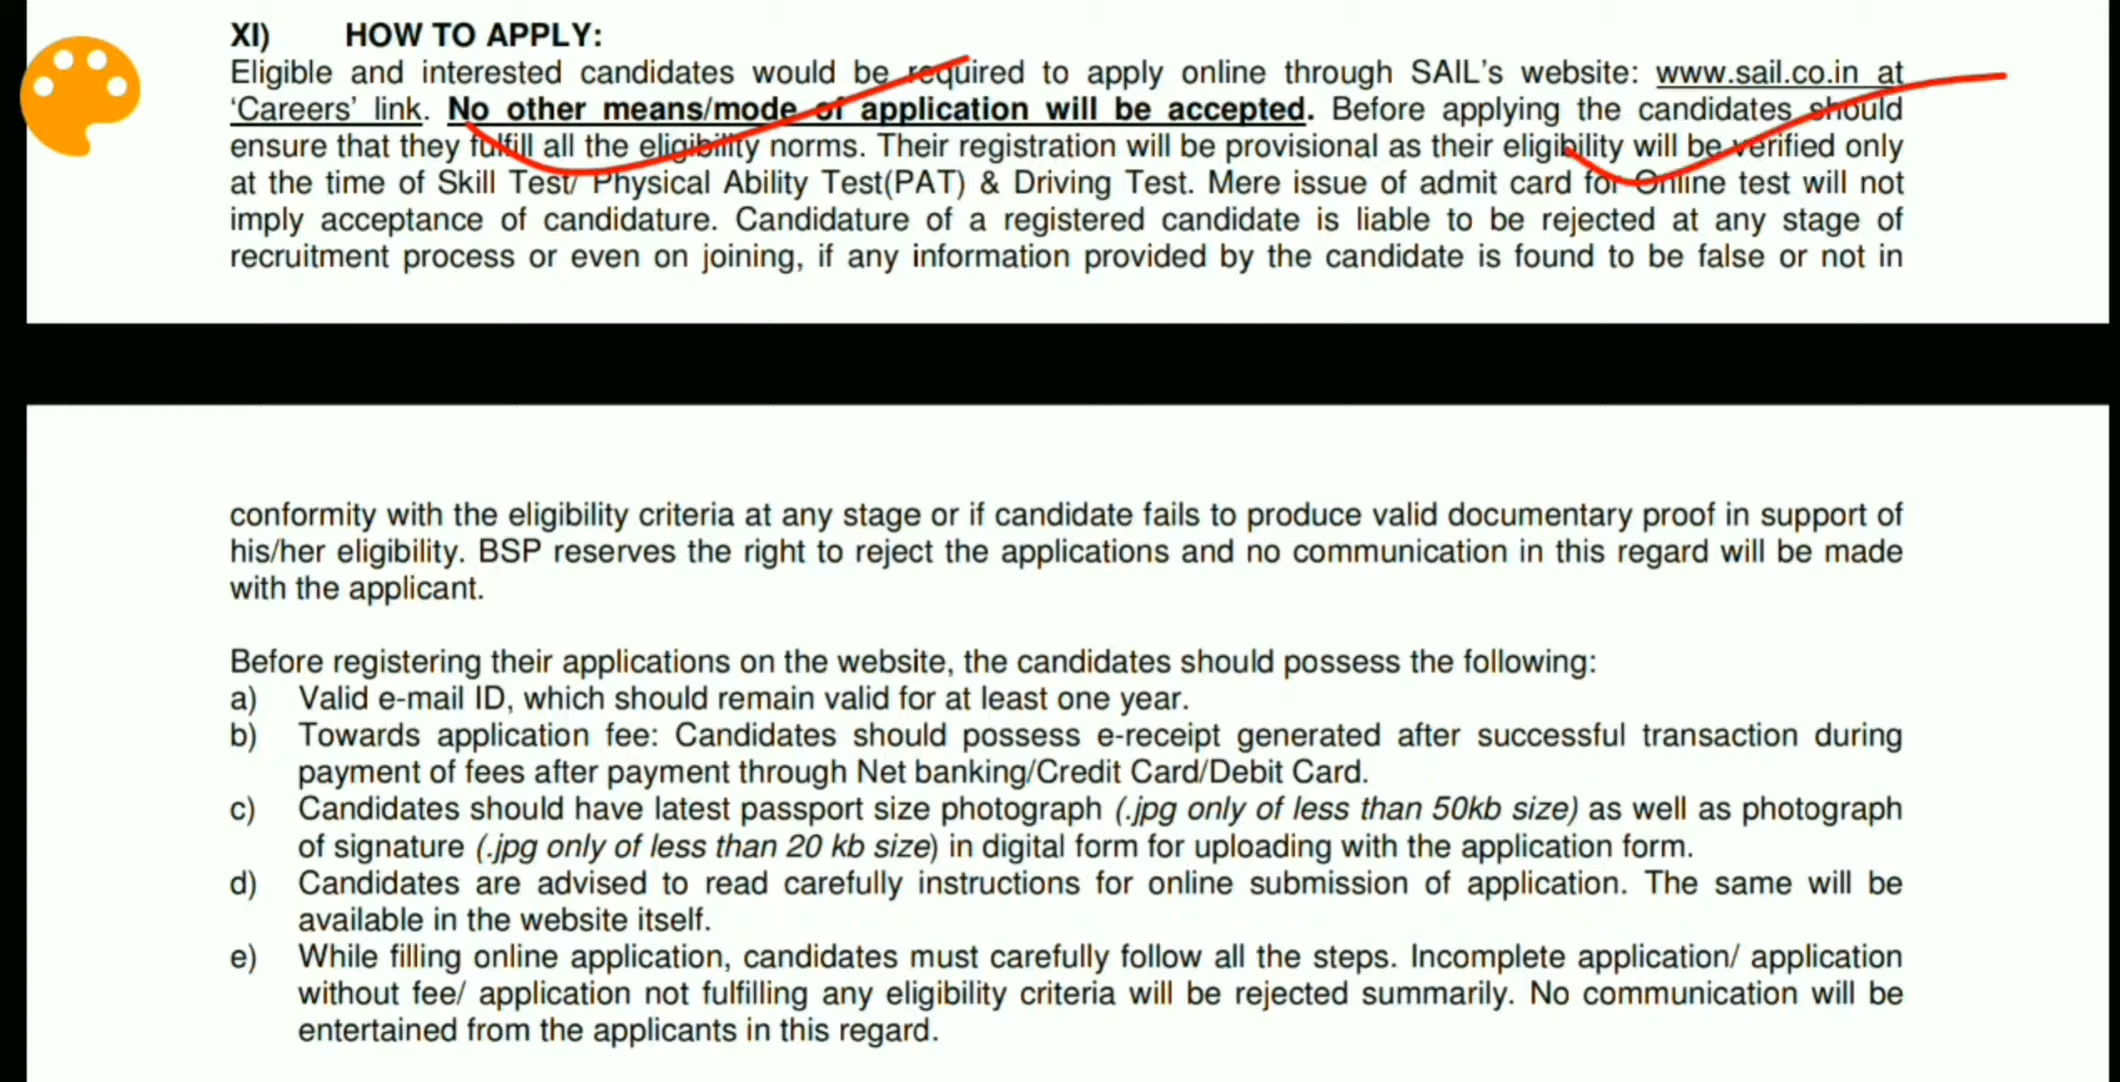 XI) HOW TO APPLY:
Eligible and interested candidates would be required to apply online through SAIL's website: www.sail.co.in at
‘Careers’ link. No other means/mode of application will be accepted. Before applying the candidates should
ensure that they fulfill all the eligibility norms. Their registration will be provisional as their eligibility will be verified only
at the time of Skill Test/ Physical Ability Test(PAT) & Driving Test. Mere issue of admit card for Online test will not
imply acceptance of candidature. Candidature of a registered candidate is liable to be rejected at any stage of
recruitment process or even on joining, if any information provided by the candidate is found to be false or not in
conformity with the eligibility criteria at any stage or if candidate fails to produce valid documentary proof in support of
his/her eligibility. BSP reserves the right to reject the applications and no communication in this regard will be made
with the applicant.
Before registering their applications on the website, the candidates should possess the following:
a) Valid e-mail ID, which should remain valid for at least one year.
b) Towards application fee: Candidates should possess e-receipt generated after successful transaction during
payment of fees after payment through Net banking/Credit Card/Debit Card.
c) Candidates should have latest passport size photograph (.jpg only of less than 50kb size) as well as photograph
of signature (.jpg only of less than 20 kb size) in digital form for uploading with the application form.
d) Candidates are advised to read carefully instructions for online submission of application. The same will be
available in the website itself.
e) While filling online application, candidates must carefully follow all the steps. Incomplete application/ application
without fee/ application not fulfilling any eligibility criteria will be rejected summarily. No communication will be
entertained from the applicants in this regard.